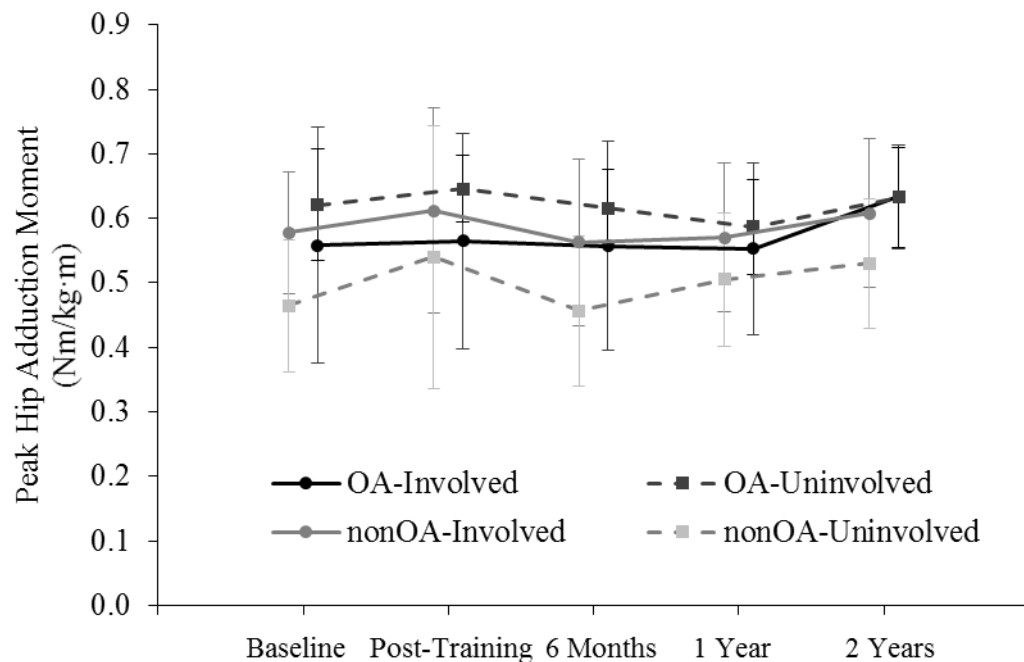 0.9
0.8
0.7
0.6
0.5
0.4
0.3
0.2
0.1
0.0
Peak Hip Adduction Moment
(Nm/kg·m)
OA-Involved
OA-Uninvolved
nonOA-Involved
nonOA-Uninvolved
Baseline
Post-Training
6 Months
1 Year
2 Years